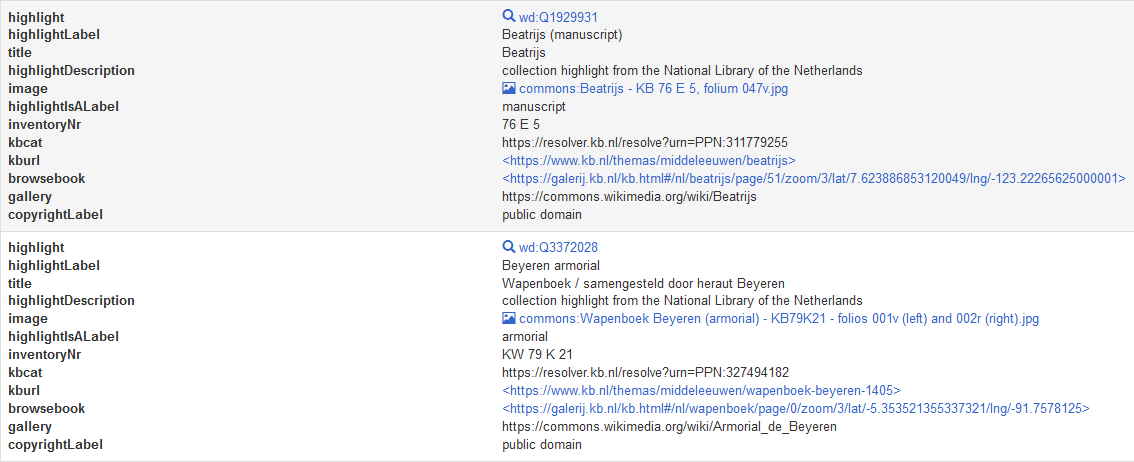 highlight wd:Q1929931
highlightLabel Beatrijs (manuscript)
title Beatrijs
highlightDescription collection highlight from the National Library of the Netherlands
image commons:Beatrijs - KB 76 E 5, folium 047v.jpg
highlightIsALabel manuscript
inventoryNr 76 E 5
kbcat https://resolver.kb.nl/resolve?urn=PPN:311779255
kburl <https://www.kb.nl/themas/middeleeuwen/beatrijs>
browsebook <https://galerij.kb.nl/kb.html#/nl/beatrijs/page/51/zoom/3/lat/7.623886853120049/lng/-123.22265625000001>
gallery https://commons.wikimedia.org/wiki/Beatrijs
copyrightLabel public domain
highlight wd:Q3372028
highlightLabel Beyeren armorial
title Wapenboek / samengesteld door heraut Beyeren
highlightDescription collection highlight from the National Library of the Netherlands
image commons:Wapenboek Beyeren (armorial) - KB79K21 - folios 001v (left) and 002r (right).jpg
highlightIsALabel armorial
inventoryNr KW 79 K 21
kbcat https://resolver.kb.nl/resolve?urn=PPN:327494182
kburl <https://www.kb.nl/themas/middeleeuwen/wapenboek-beyeren-1405>
browsebook <https://galerij.kb.nl/kb.html#/nl/wapenboek/page/0/zoom/3/lat/-5.353521355337321/lng/-91.7578125>
gallery https://commons.wikimedia.org/wiki/Armorial_de_Beyeren
copyrightLabel public domain